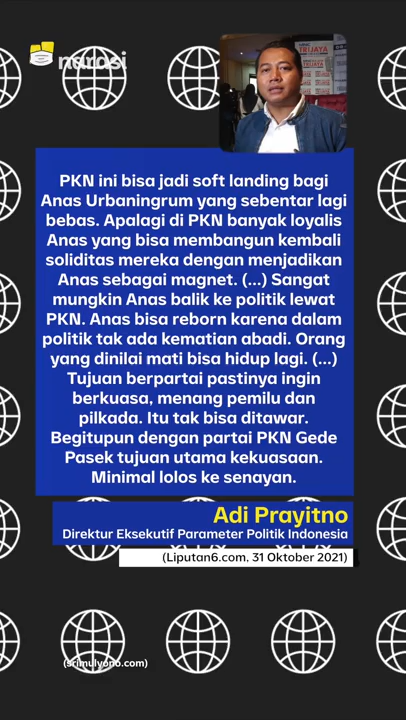 narasi
TRIJAYA
PKN ini bisa jadi soft landing bagi
Anas Urbaningrum yang sebentar lagi
bebas. Apalagi di PKN banyak loyalis
Anas yang bisa membangun kembali
soliditas mereka dengan menjadikan
Anas sebagai magnet. (...) Sangat
mungkin Anas balik ke politik lewat
PKN. Anas bisa reborn karena dalam
politik tak ada kematian abadi. Orang
yang dinilai mati bisa hidup lagi. (...)
Tujuan berpartai pastinya ingin
berkuasa, menang pemilu dan
pilkada. Itu tak bisa ditawar.
Begitupun dengan partai PKN Gede
Pasek tujuan utama kekuasaan.
Minimal lolos ke senayan.
Adi Prayitno
Direktur Eksekutif Parameter Politik Indonesia
(Liputan6.com, 31 Oktober 2021)
(srimulyono.com)